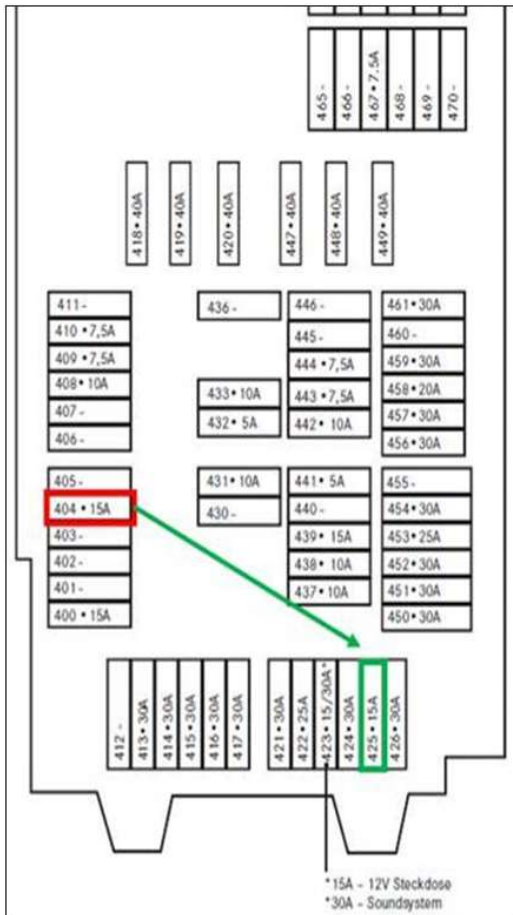 465 -
466 -
467 • 7.5A
468 -
469 -
470 -
418 • 40A
419 • 40A
420 • 40A
447 • 40A
448 • 40A
449 • 40A
411 -
410 • 7,5A
409 • 7,5A
408 • 10A
407 -
406 -
436 -
433 • 10A
432 • 5A
446 -
445 -
444 • 7,5A
443 • 7,5A
442 • 10A
461 • 30A
460 -
459 • 30A
458 • 20A
457 • 30A
456 • 30A
405 -
404 • 15A
403 -
402 -
401 -
400 • 15A
431 • 10A
430 -
441 • 5A
440 -
439 • 15A
438 • 10A
437 • 10A
455 -
454 • 30A
453 • 25A
452 • 30A
451 • 30A
450 • 30A
412 -
413 • 30A
414 • 30A
415 • 30A
416 • 30A
417 • 30A
421 • 30A
422 • 25A
423 • 15/30A*
424 • 30A
425 • 15A
426 • 30A
*15A - 12V Steckdose
*30A - Soundsystem